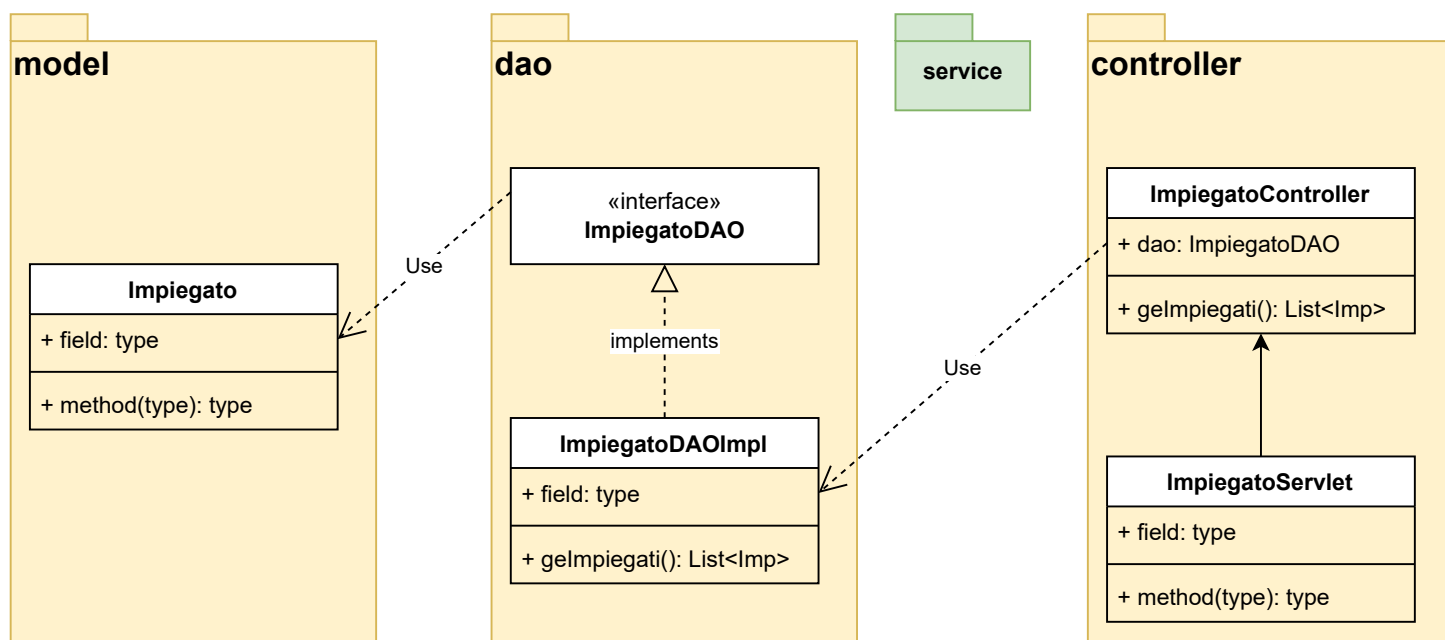 model
Impiegato
+ field: type
+ method(type): type
Use
dao
«interface»
ImpiegatoDAO
implements
ImpiegatoDAOImpl
+ field: type
+ geImpiegati(): List<Imp>
service
Use
controller
ImpiegatoController
+ dao: ImpiegatoDAO
+ geImpiegati(): List<Imp>
ImpiegatoServlet
+ field: type
+ method(type): type